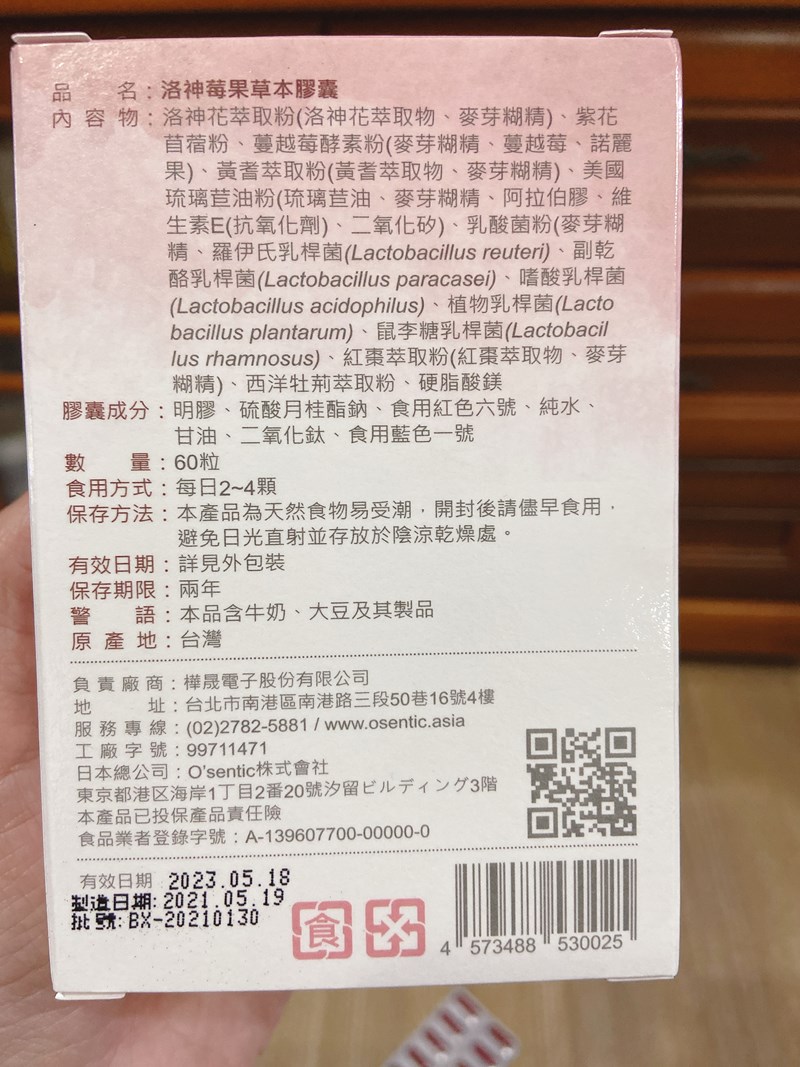 品 名：洛神莓果草本膠囊
內 容 物：洛神花萃取粉(洛神花萃取物、麥芽糊精)、紫花
苜蓿粉、蔓越莓酵素粉(麥芽糊精、蔓越莓、諾麗
果)、黃耆萃取粉(黃耆萃取物、麥芽糊精)、美國
琉璃苣油粉(琉璃苣油、麥芽糊精、阿拉伯膠、維
生素E(抗氧化劑)、二氧化矽)、乳酸菌粉(麥芽糊
精、羅伊氏乳桿菌(Lactobacillus reuteri)、副乾
酪乳桿菌(Lactobacillus paracasei)、嗜酸乳桿菌
(Lactobacillus acidophilus)、植物乳桿菌(Lacto
bacillus plantarum)、鼠李糖乳桿菌(Lactobacil
lus rhamnosus)、紅棗萃取粉(紅棗萃取物、麥芽
糊精)、西洋牡荊萃取粉、硬脂酸鎂
膠囊成分：明膠、硫酸月桂酯鈉、食用紅色六號、純水、
甘油、二氧化鈦、食用藍色一號
數 量：60粒
食用方式：每日2~4顆
保存方法：本產品為天然食物易受潮，開封後請儘早食用，
避免日光直射並存放於陰涼乾燥處。
有效日期：詳見外包裝
保存期限：兩年
警 語：本品含牛奶、大豆及其製品
原 產 地：台灣
負 責 廠 商：樺晟電子股份有限公司
地 址：台北市南港區南港路三段50巷16號4樓
服 務 專 線：(02)2782-5881 / www.osentic.asia
工 廠 字 號：99711471
日本總公司：O'sentic株式會社
東京都港区海岸1丁目2番20號汐留ビルディング3階
本產品已投保產品責任險
食品業者登錄字號：A-139607700-00000-0
有效日期 2023.05.18
製造日期:2021.05.19
批號:BX-20210130
食
4 573488 530025